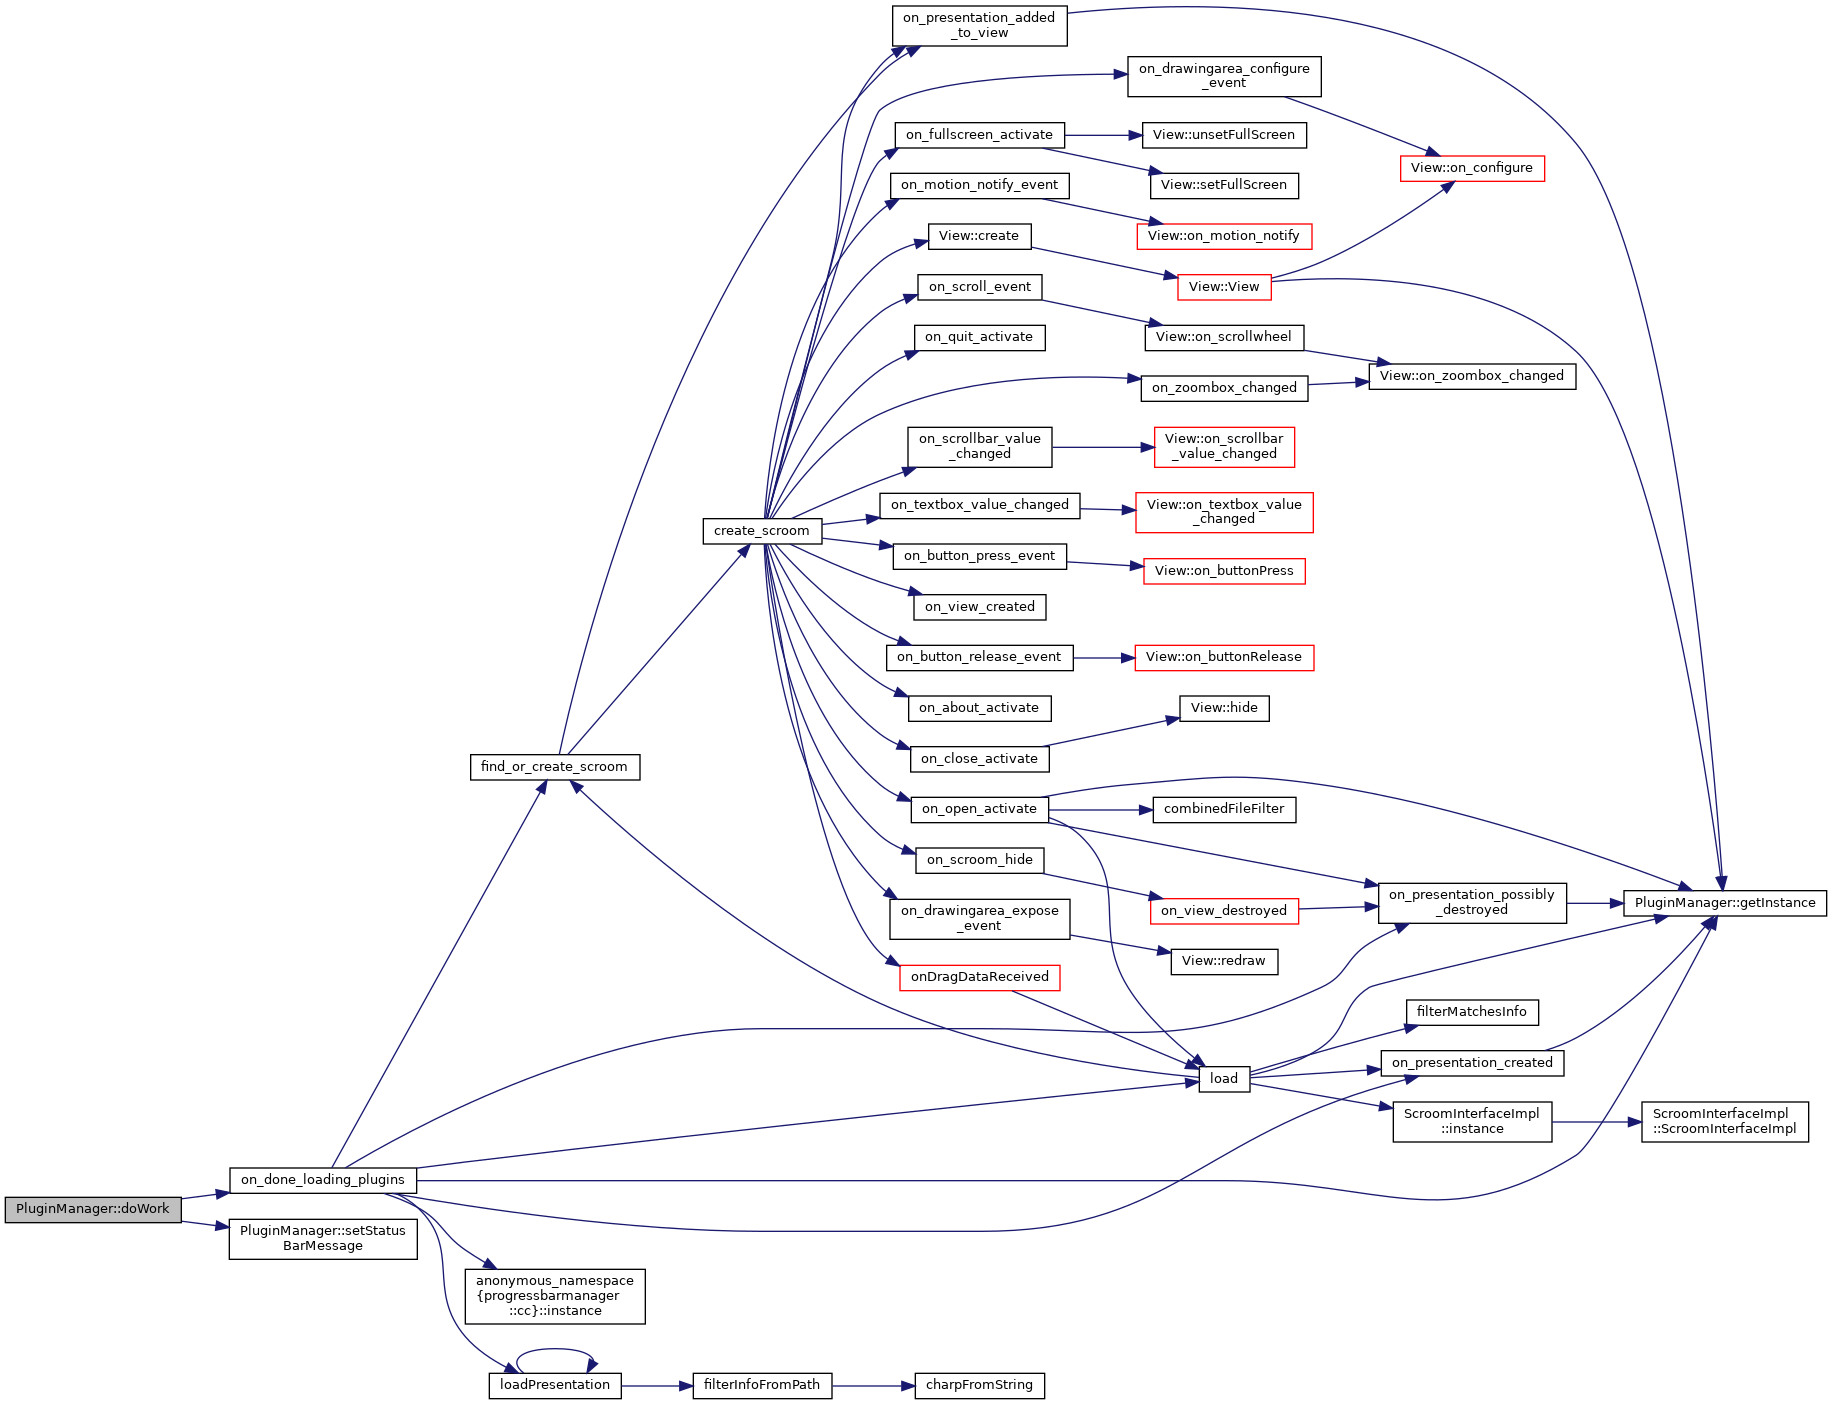 on_presentation_added
_to_view
on_drawingarea_configure
_event
on_fullscreen_activate
View::unsetFullScreen
View::on_configure
on_motion_notify_event
View::setFullScreen
View::create
View::on_motion_notify
on_scroll_event
View::View
on_quit_activate
View::on_scrollwheel
on_zoombox_changed
View::on_zoombox_changed
on_scrollbar_value
_changed
View::on_scrollbar
_value_changed
create_scroom
on_textbox_value_changed
View::on_textbox_value
_changed
on_button_press_event
View::on_buttonPress
on_view_created
on_button_release_event
View::on_buttonRelease
on_about_activate
View::hide
find_or_create_scroom
on_close_activate
on_open_activate
combinedFileFilter
on_scroom_hide
on_presentation_possibly
_destroyed
PluginManager::getInstance
on_drawingarea_expose
_event
on_view_destroyed
View::redraw
onDragDataReceived
filterMatchesInfo
load
on_presentation_created
ScroomInterfaceImpl
::instance
ScroomInterfaceImpl
::ScroomInterfaceImpl
on_done_loading_plugins
PluginManager::doWork
PluginManager::setStatus
BarMessage
anonymous_namespace
{progressbarmanager
::cc}::instance
loadPresentation
filterInfoFromPath
charpFromString